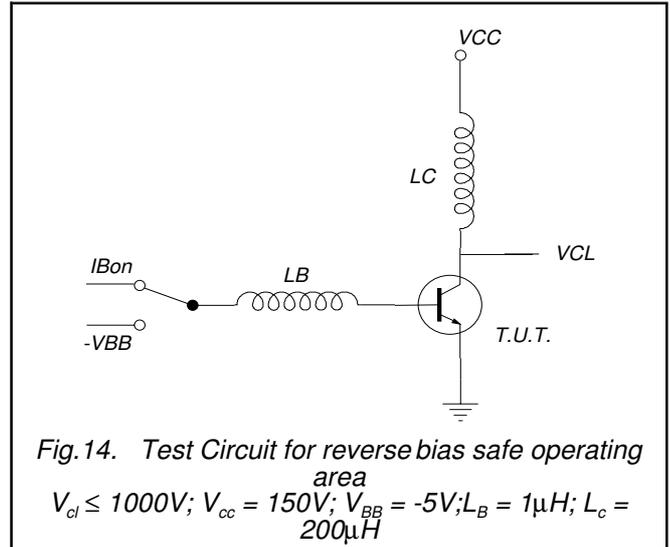 VCC
LC
VCL
IBon
LB
-VBB
T.U.T.
Fig.14. Test Circuit for reverse bias safe operating
area
Vcl ≤ 1000V; Vcc = 150V; VBB = -5V;LB = 1μH; Lc =
200μH